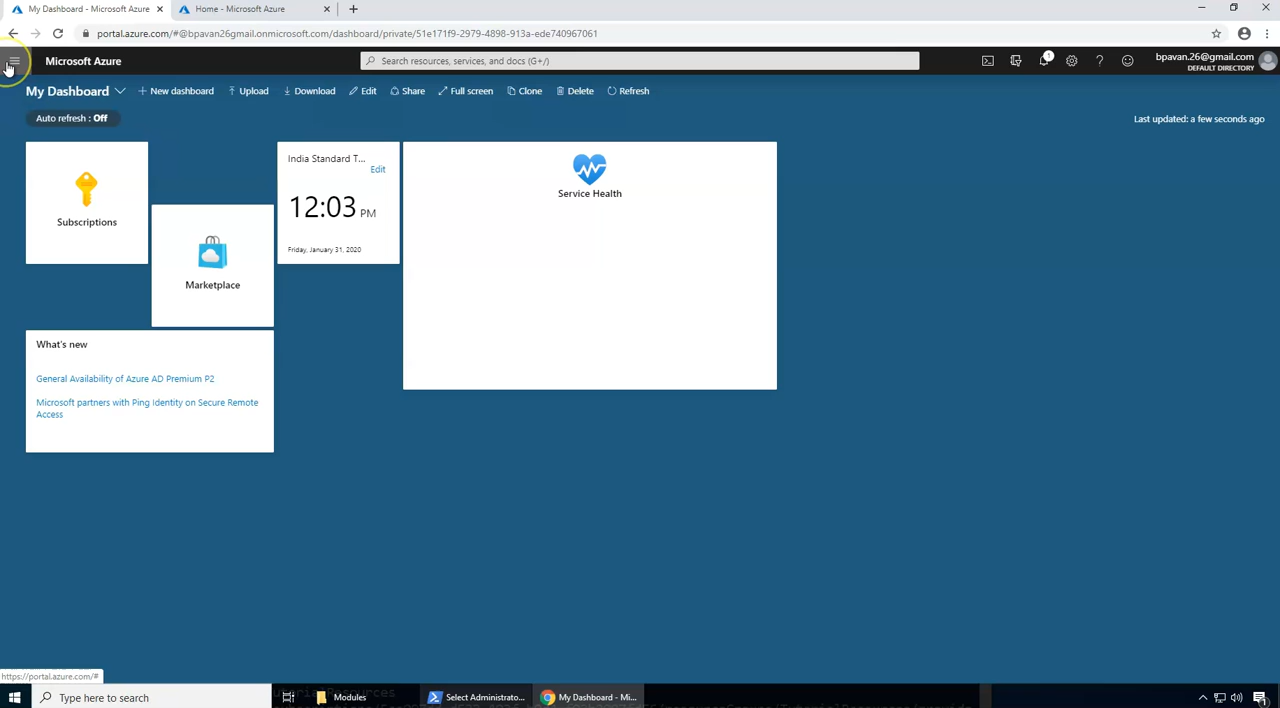 My Dashboard - Microsoft Azure
Home - Microsoft Azure
portal.azure.com/#@bpavan26gmail.onmicrosoft.com/dashboard/private/51e171f9-2979-4898-913a-ede740967061
Microsoft Azure
Search resources, services, and docs (G+/)
1
bpavan.26@gmail.com
DEFAULT DIRECTORY
My Dashboard
New dashboard
Upload
Download
Edit
Share
Full screen
Clone
Delete
Refresh
Auto refresh : Off
Last updated: a few seconds ago
Subscriptions
Marketplace
India Standard T...
Edit
12:03 PM
Friday, January 31, 2020
Service Health
What's new
General Availability of Azure AD Premium P2
Microsoft partners with Ping Identity on Secure Remote
Access
https://portal.azure.com/#
Type here to search
Modules
Select Administrato...
My Dashboard - Mi...